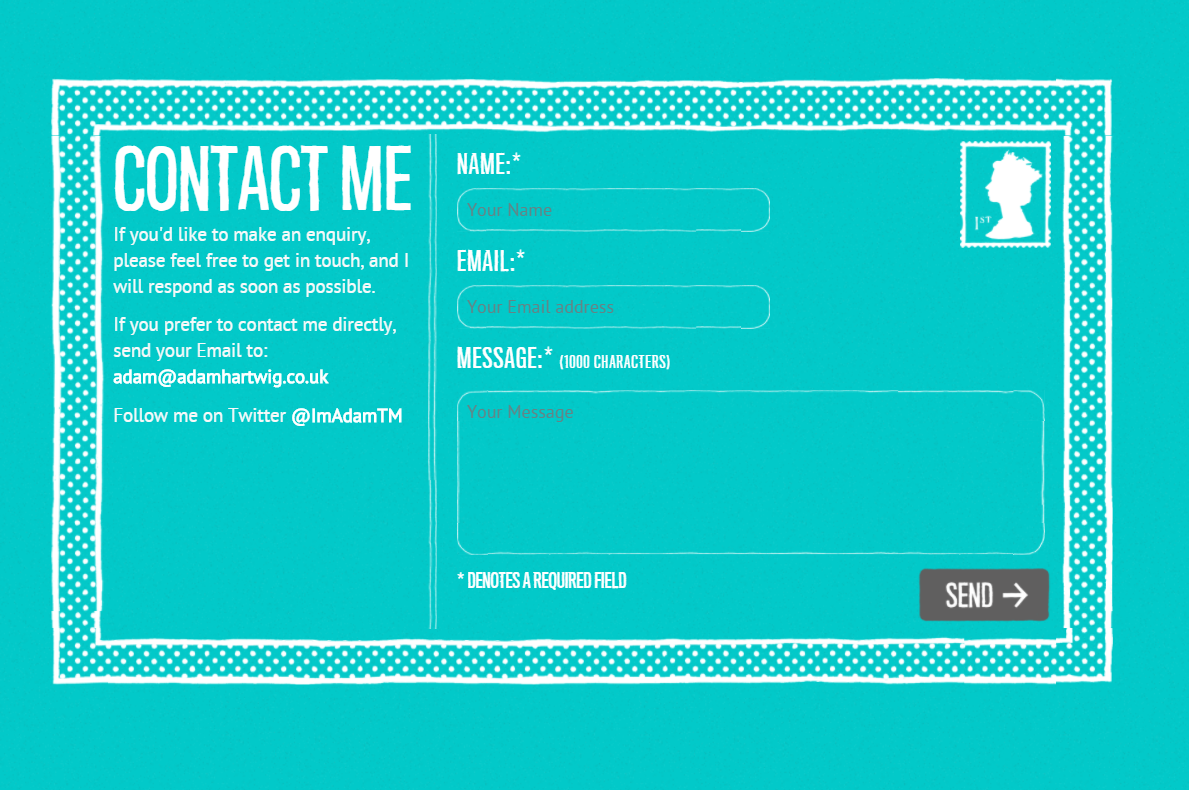 CONTACT ME
If you'd like to make an enquiry,
please feel free to get in touch, and I
will respond as soon as possible.
If you prefer to contact me directly,
send your Email to:
adam@adamhartwig.co.uk
Follow me on Twitter @ImAdamTM
NAME:*
Your Name
EMAIL:*
Your Email address
MESSAGE:* (1000 CHARACTERS)
Your Message
* DENOTES A REQUIRED FIELD
SEND →
1ST